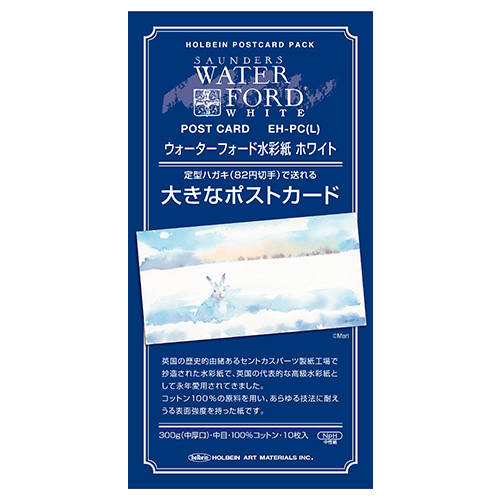 HOLBEIN POSTCARD PACK
SAUNDERS
WATER
FORD®
WHITE
POST CARD EH-PC(L)
ウォーターフォード水彩紙 ホワイト
定型ハガキ(82円切手)で送れる
大きなポストカード
©Mari
英国の歴史的由緒あるセントカスバーツ製紙工場で
抄造された水彩紙で、英国の代表的な高級水彩紙と
して永年愛用されてきました。
コットン100%の原料を用い、あらゆる技法に耐え
うる表面強度を持った紙です。
300g(中厚口)・中目・100%コットン・10枚入
NpH
中性紙
holbein HOLBEIN ART MATERIALS INC.